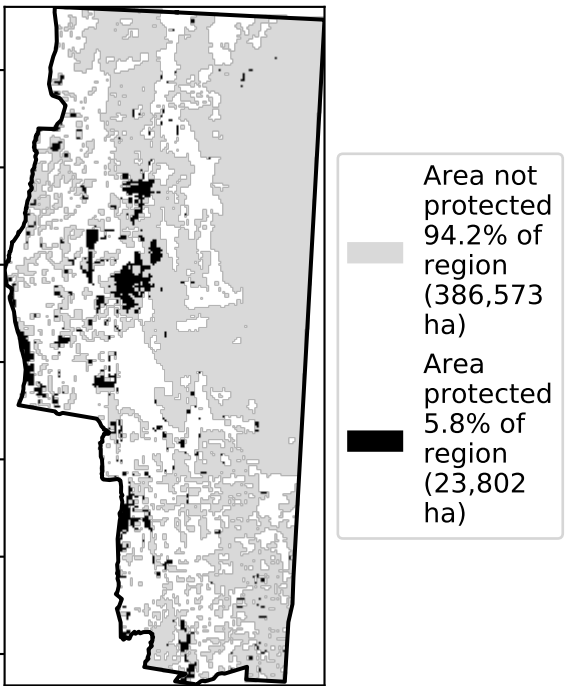 Area not
protected
94.2% of
region
(386,573
ha)
Area
protected
5.8% of
region
(23,802
ha)